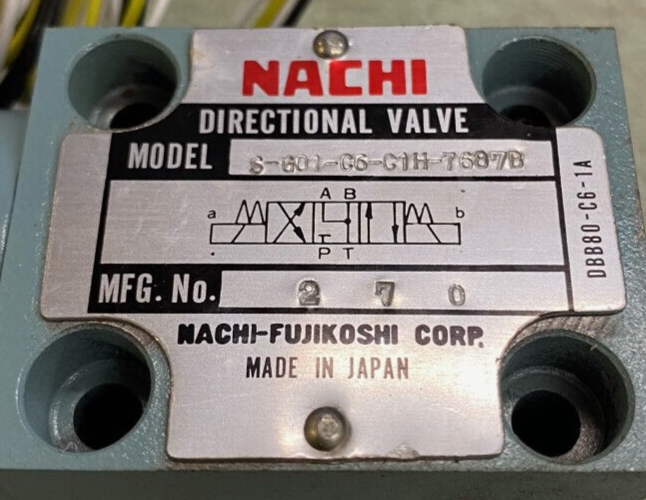 NACHI
DIRECTIONAL VALVE
MODEL S-G01-C6-C1H-7687B
A B
a b
P T
DBB80-C6-1A
MFG. No. 2 7 0
NACHI-FUJIKOSHI CORP.
MADE IN JAPAN